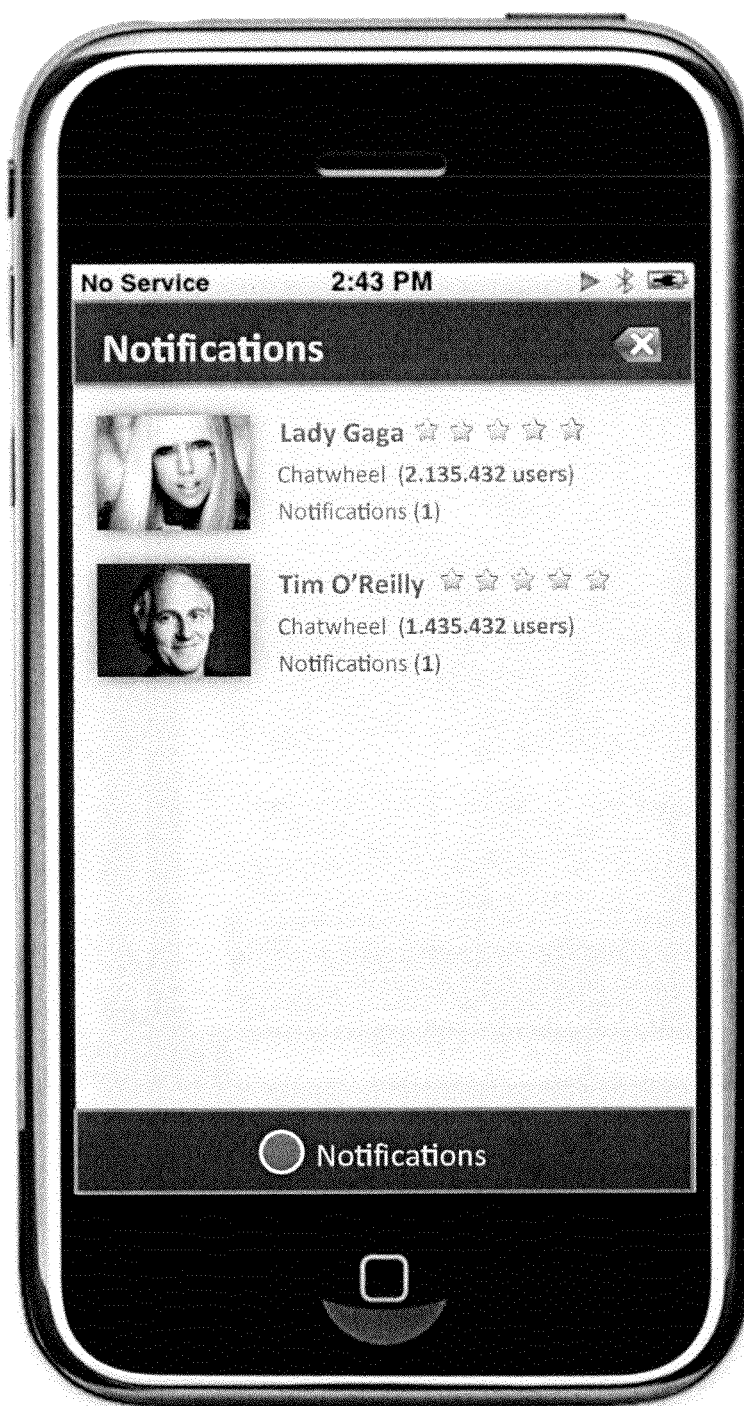 No Service 2:43 PM
Notifications
Lady Gaga
Chatwheel (2.135.432 users)
Notifications (1)
Tim O'Reilly
Chatwheel (1.435.432 users)
Notifications (1)
Notifications